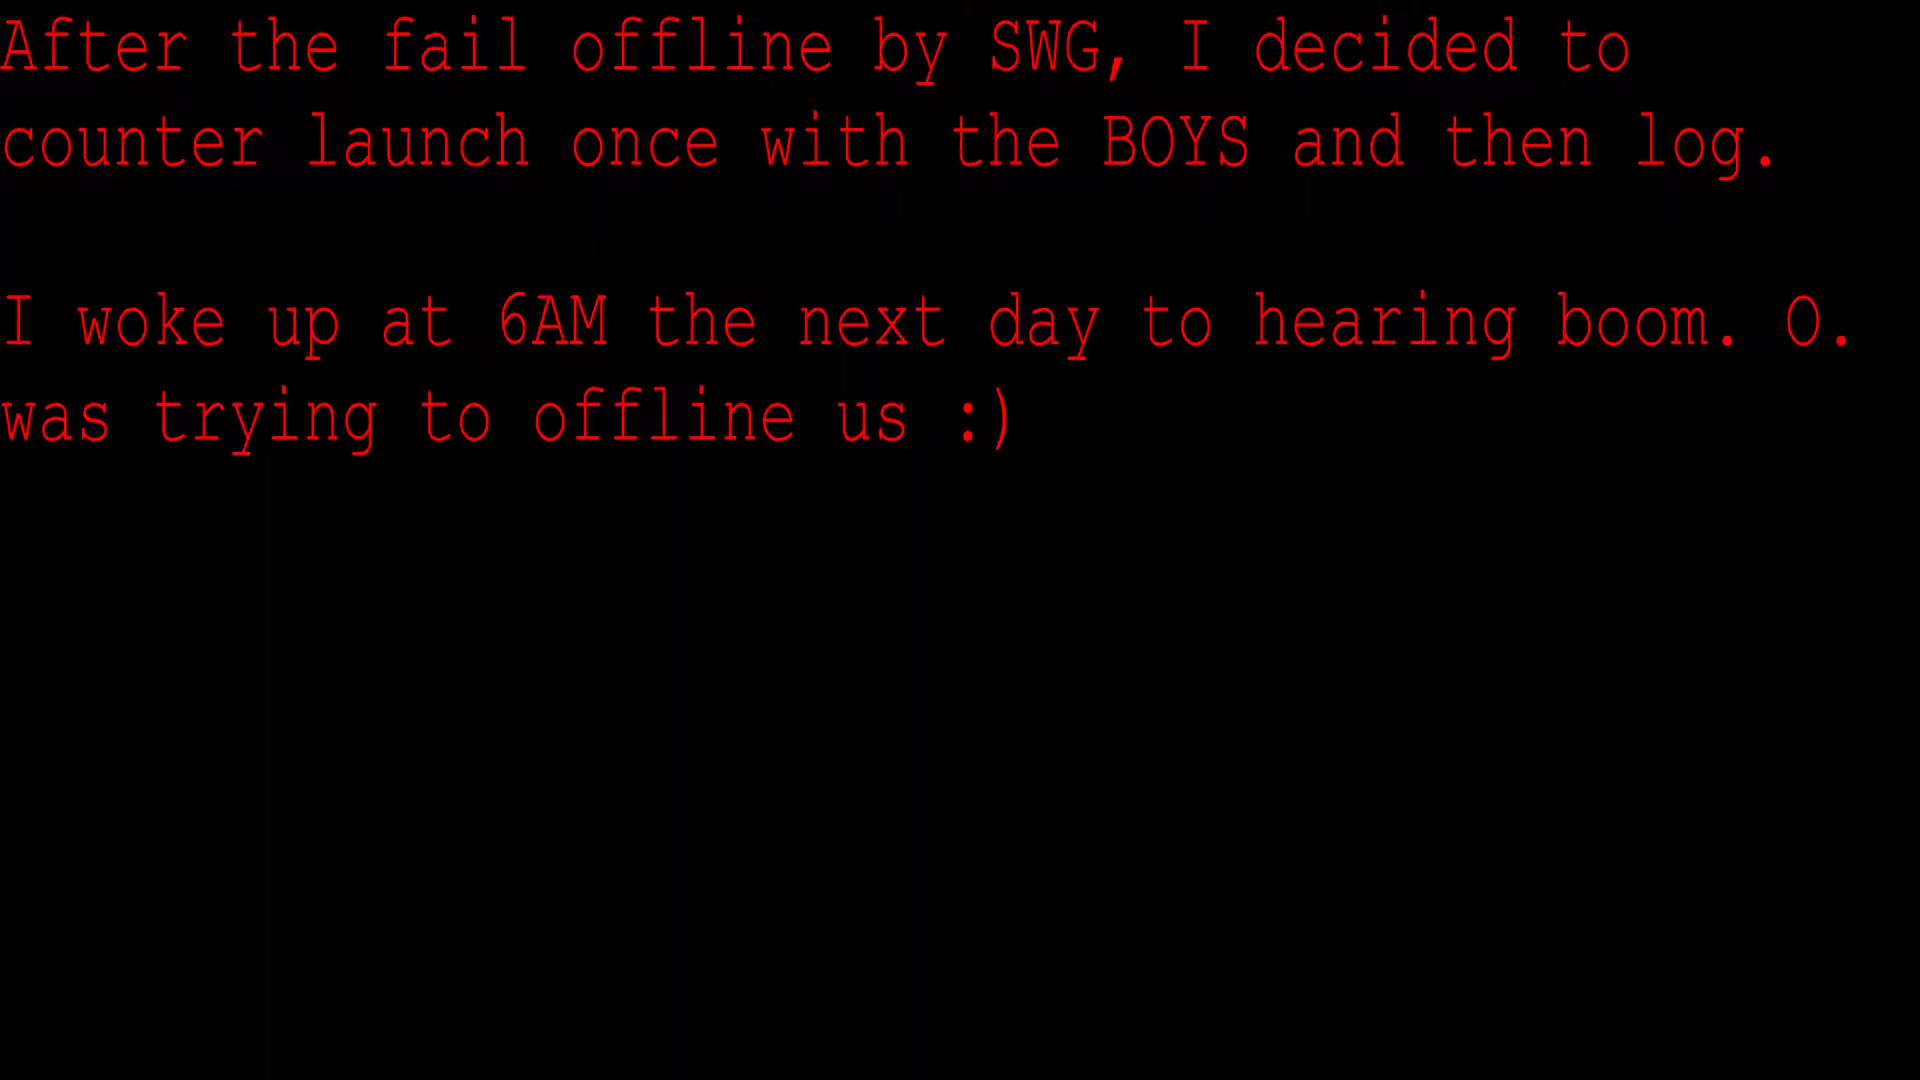 After the fail offline by SWG, I decided to
counter launch once with the BOYS and then log.
I woke up at 6AM the next day to hearing boom. O.
was trying to offline us :)